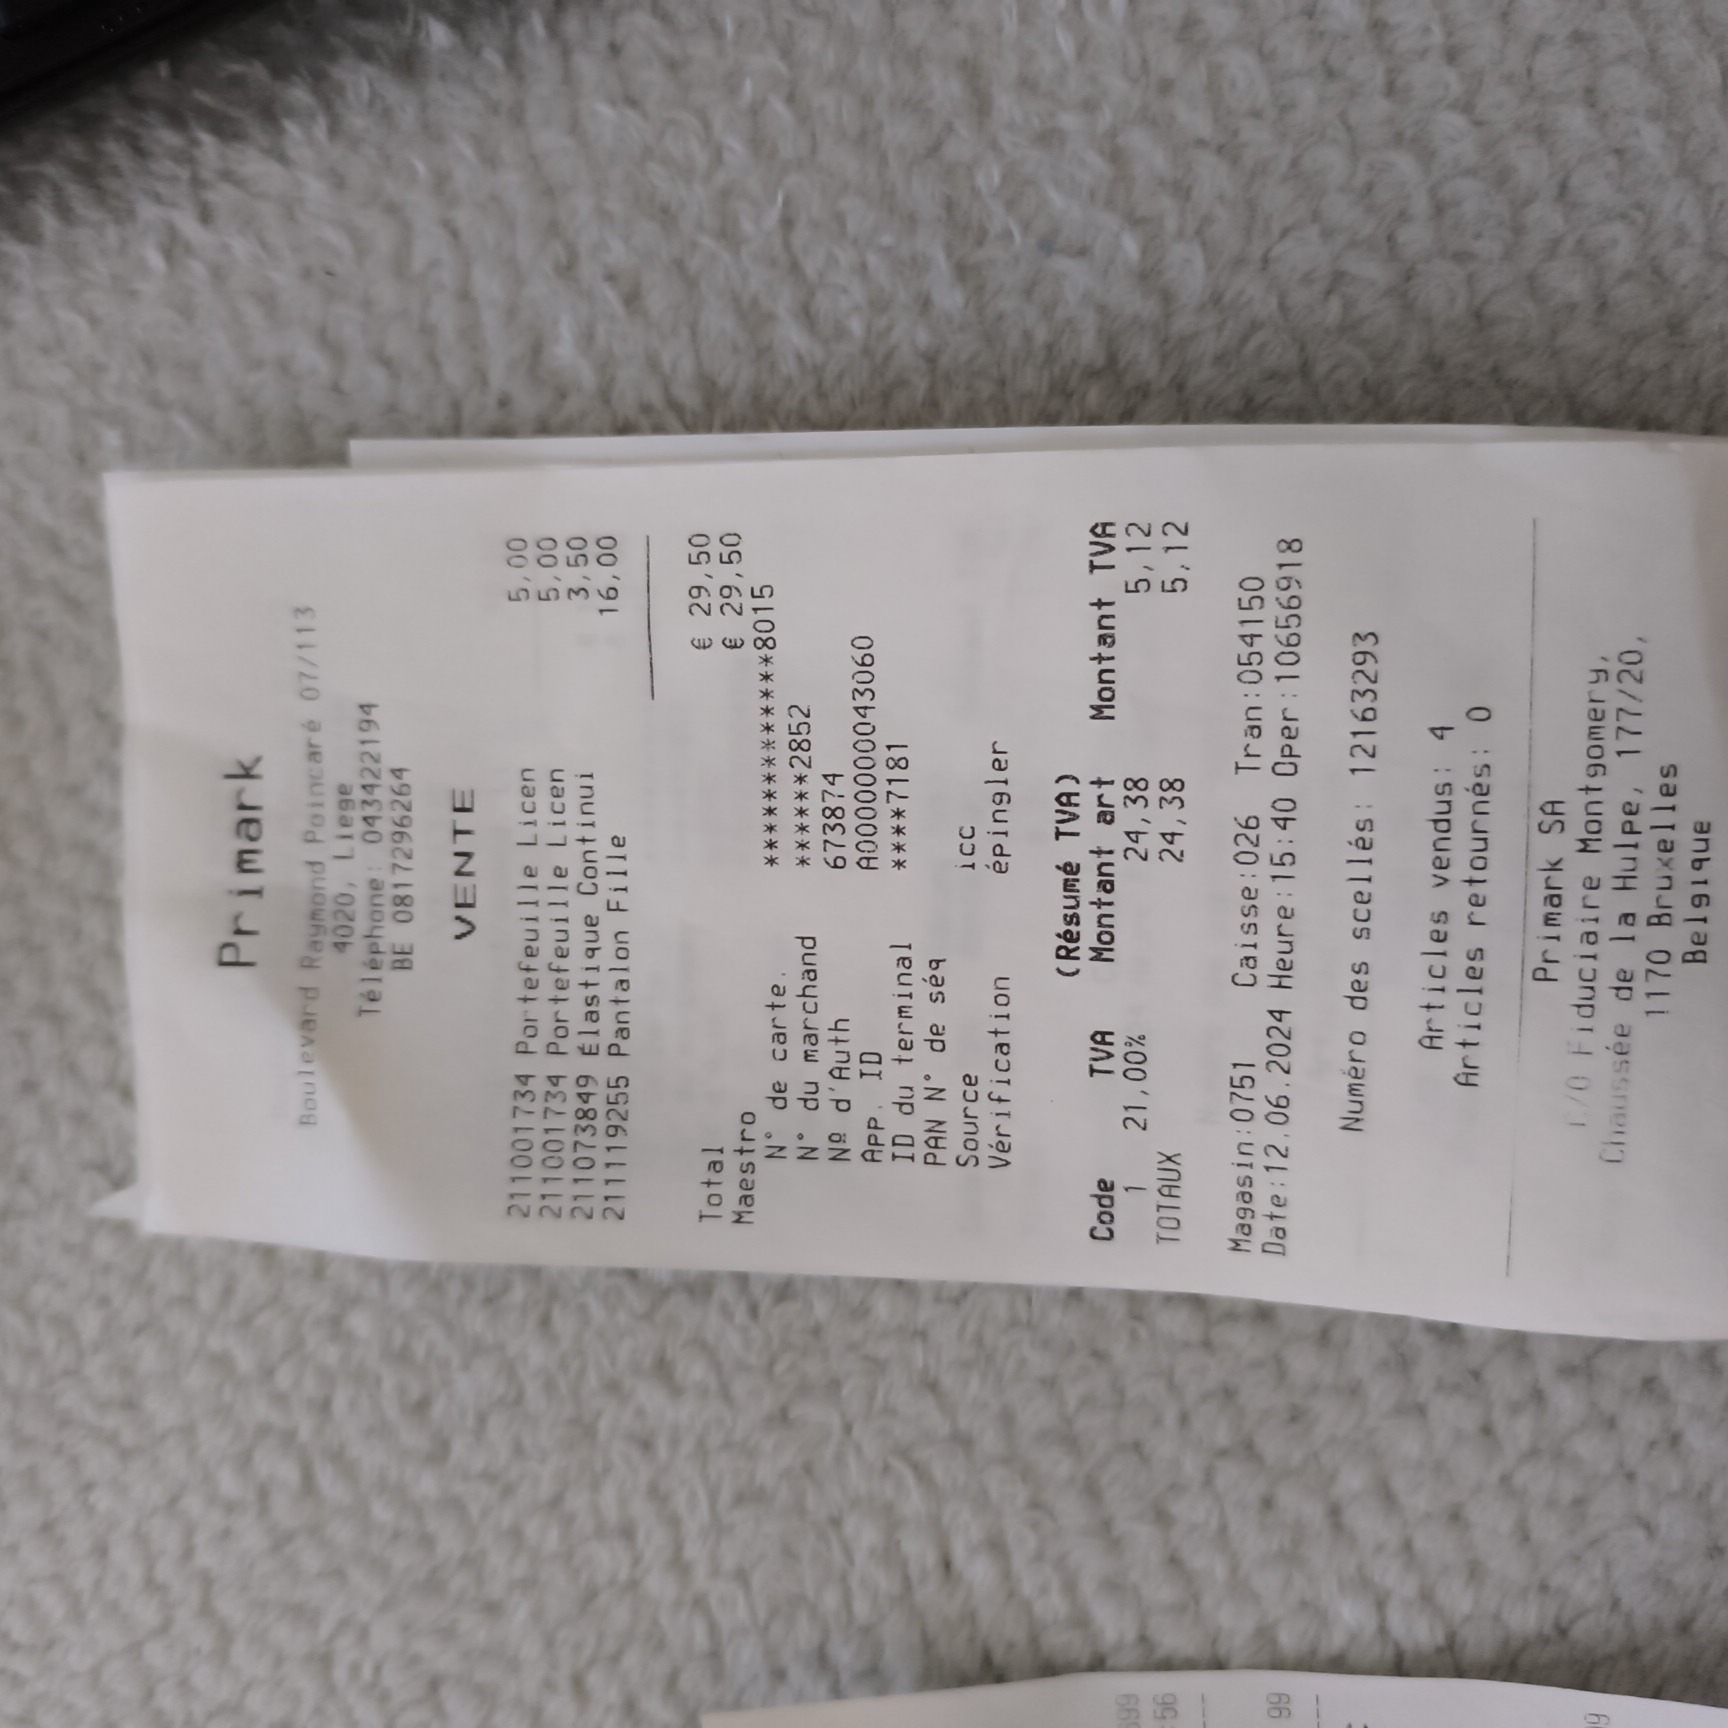 Primark
Boulevard Raymond Poincaré 07/113
4020, Liege
Téléphone: 043422194
BE 0817296264
VENTE
211001734 Portefeuille Licen 5,00
211001734 Portefeuille Licen 5,00
211073849 Élastique Continui 3,50
211119255 Pantalon Fille 16,00
Total € 29,50
Maestro € 29,50
N° de carte. ***************8015
N° du marchand ******2852
Nº d'Auth 673874
App. ID A0000000043060
ID du terminal ****7181
PAN N° de séq
Source icc
Vérification épingler
(Résumé TVA)
Code TVA Montant art Montant TVA
1 21,00% 24,38 5,12
TOTAUX 24,38 5,12
Magasin:0751 Caisse:026 Tran:054150
Date:12.06.2024 Heure:15:40 Oper:10656918
Numéro des scellés: 12163293
Articles vendus: 4
Articles retournés: 0
Primark SA
Fiduciaire Montgomery,
Chaussée de la Hulpe, 177/20,
1170 Bruxelles
Belgique
699
56
---
99
---